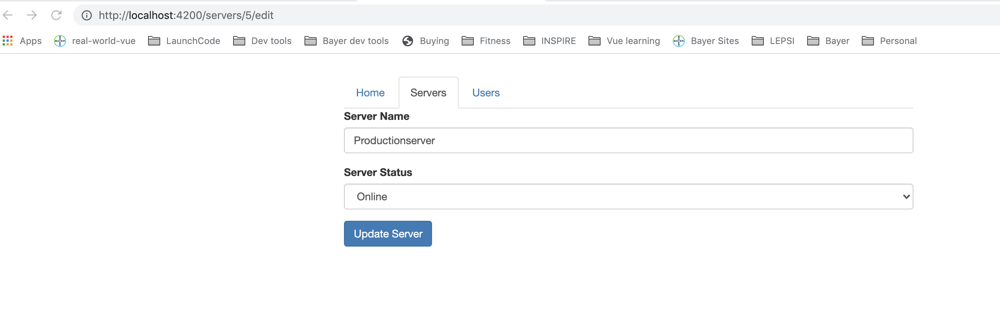 http://localhost:4200/servers/5/edit
Apps real-world-vue LaunchCode Dev tools Bayer dev tools Buying Fitness INSPIRE Vue learning Bayer Sites LEPSI Bayer Personal
Home Servers Users
Server Name
Productionserver
Server Status
Online
Update Server